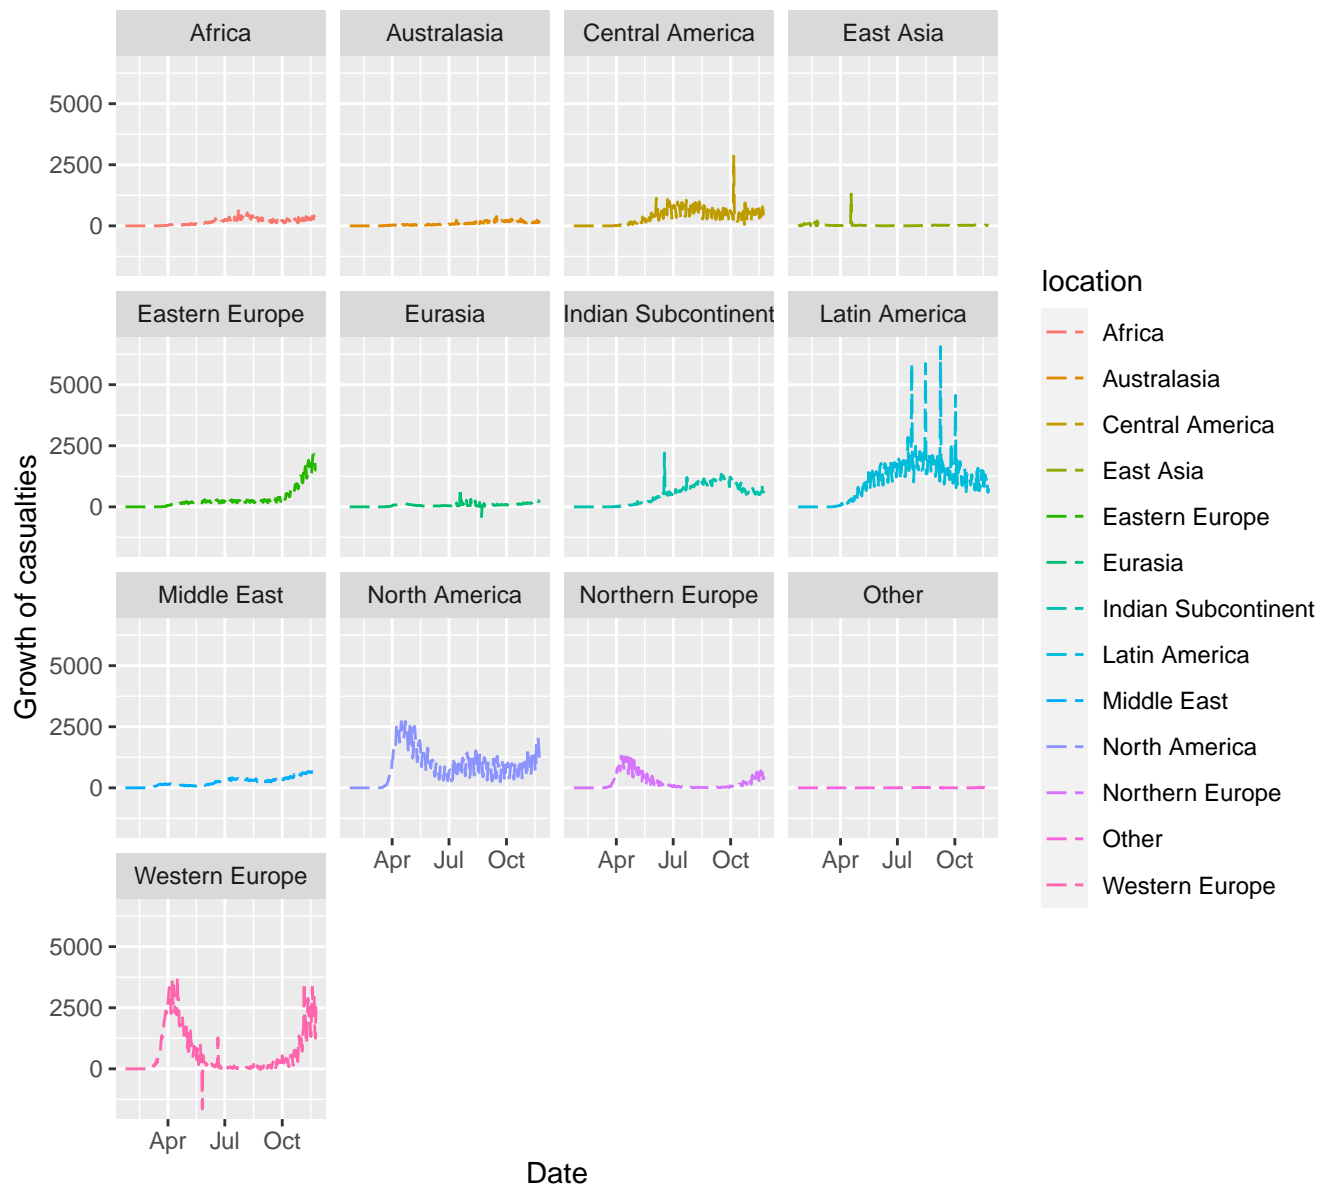 Africa
Australasia
Central America
East Asia
5000
2500
0
Eastern Europe
Eurasia
Indian Subcontinent
Latin America
5000
2500
0
Middle East
North America
Northern Europe
Other
5000
2500
0
Apr Jul Oct
Apr Jul Oct
Apr Jul Oct
Western Europe
5000
2500
0
Apr Jul Oct
Date
Growth of casualties
location
Africa
Australasia
Central America
East Asia
Eastern Europe
Eurasia
Indian Subcontinent
Latin America
Middle East
North America
Northern Europe
Other
Western Europe